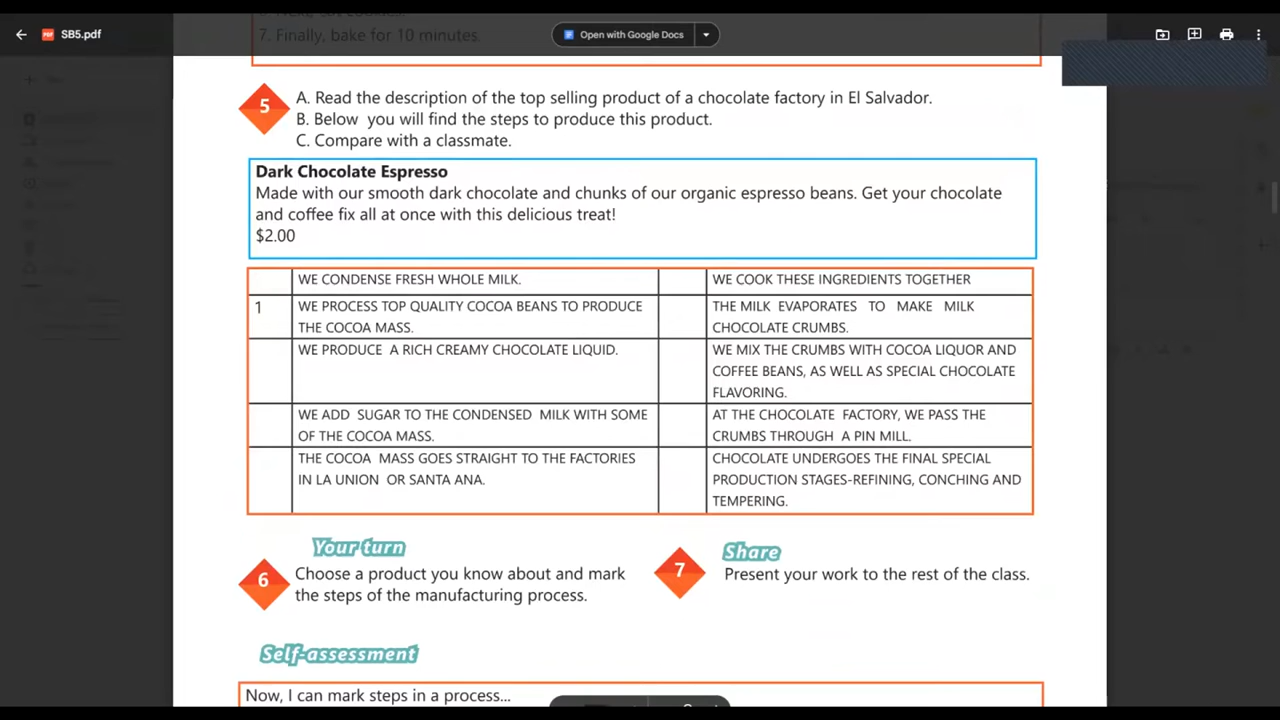 SB5.pdf
Open with Google Docs
7. Finally, bake for 10 minutes.
5
A. Read the description of the top selling product of a chocolate factory in El Salvador.
B. Below you will find the steps to produce this product.
C. Compare with a classmate.
Dark Chocolate Espresso
Made with our smooth dark chocolate and chunks of our organic espresso beans. Get your chocolate
and coffee fix all at once with this delicious treat!
$2.00
WE CONDENSE FRESH WHOLE MILK.
WE COOK THESE INGREDIENTS TOGETHER
1
WE PROCESS TOP QUALITY COCOA BEANS TO PRODUCE
THE COCOA MASS.
THE MILK EVAPORATES TO MAKE MILK
CHOCOLATE CRUMBS.
WE PRODUCE A RICH CREAMY CHOCOLATE LIQUID.
WE MIX THE CRUMBS WITH COCOA LIQUOR AND
COFFEE BEANS, AS WELL AS SPECIAL CHOCOLATE
FLAVORING.
WE ADD SUGAR TO THE CONDENSED MILK WITH SOME
OF THE COCOA MASS.
AT THE CHOCOLATE FACTORY, WE PASS THE
CRUMBS THROUGH A PIN MILL.
THE COCOA MASS GOES STRAIGHT TO THE FACTORIES
IN LA UNION OR SANTA ANA.
CHOCOLATE UNDERGOES THE FINAL SPECIAL
PRODUCTION STAGES-REFINING, CONCHING AND
TEMPERING.
Your turn
6
Choose a product you know about and mark
the steps of the manufacturing process.
Share
7
Present your work to the rest of the class.
Self-assessment
Now, I can mark steps in a process...